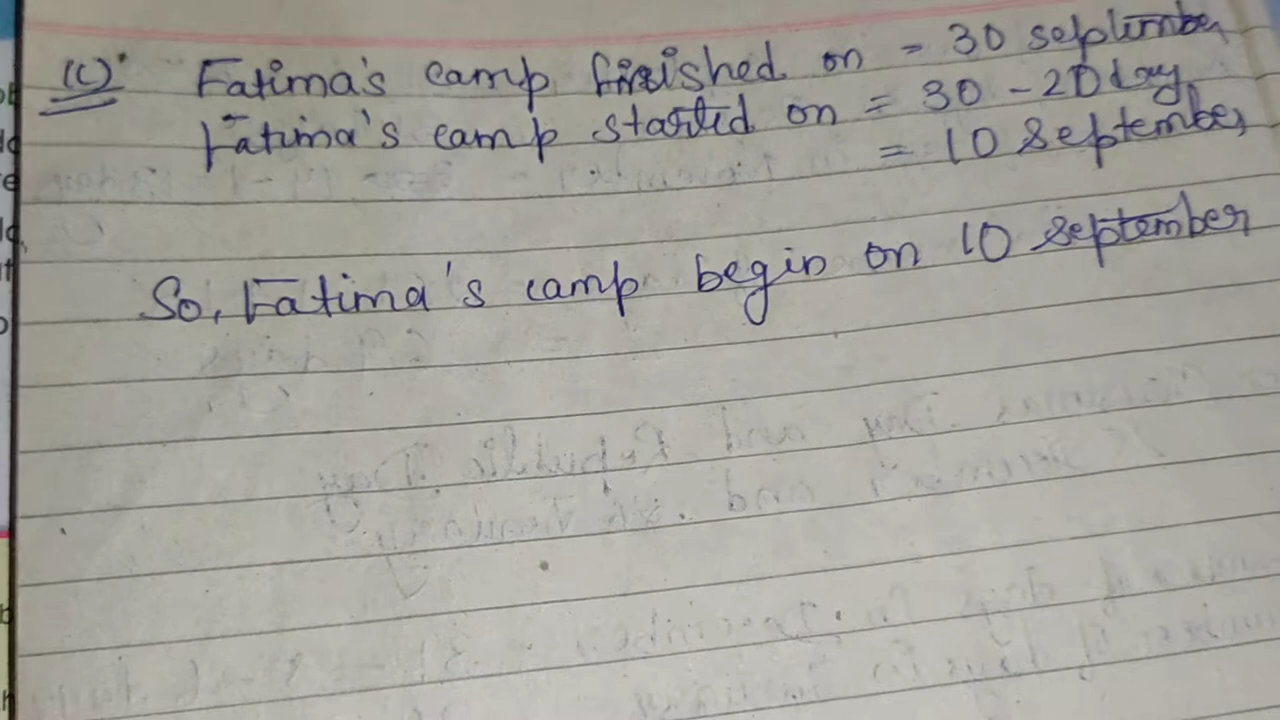 (C) Fatima's camp finished on = 30 september
Fatima's camp started on = 30 - 20 day
= 10 September
So, Fatima's camp begin on 10 september